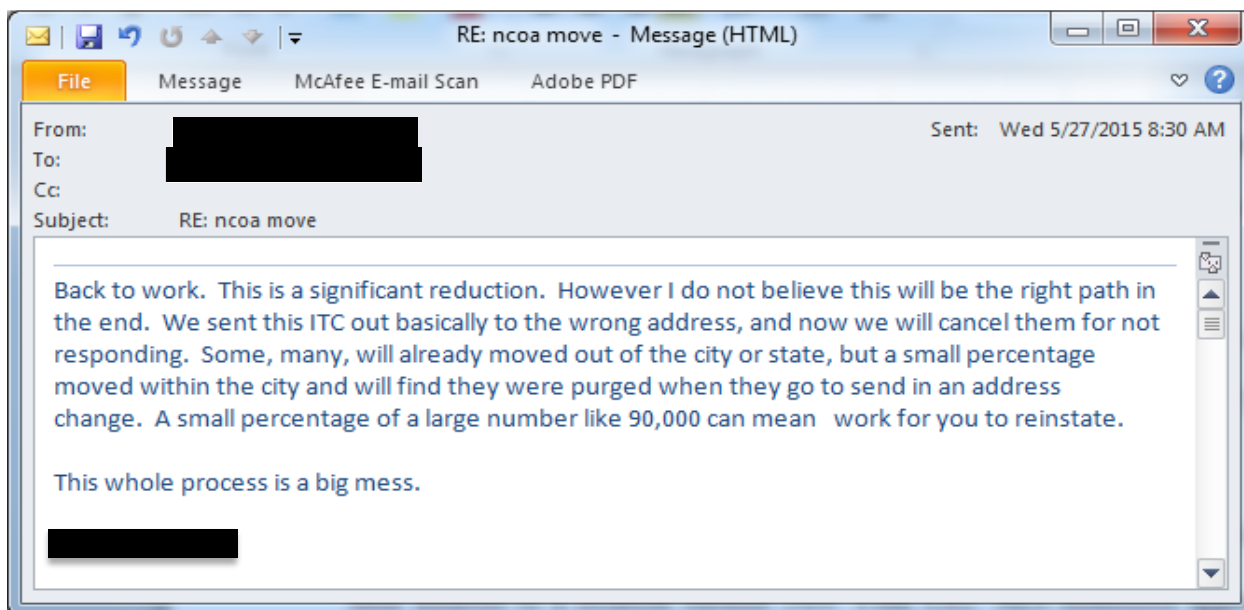 RE: ncoa move - Message (HTML)
File Message McAfee E-mail Scan Adobe PDF
From: Sent: Wed 5/27/2015 8:30 AM
To:
Cc:
Subject: RE: ncoa move
Back to work. This is a significant reduction. However I do not believe this will be the right path in
the end. We sent this ITC out basically to the wrong address, and now we will cancel them for not
responding. Some, many, will already moved out of the city or state, but a small percentage
moved within the city and will find they were purged when they go to send in an address
change. A small percentage of a large number like 90,000 can mean work for you to reinstate.
This whole process is a big mess.